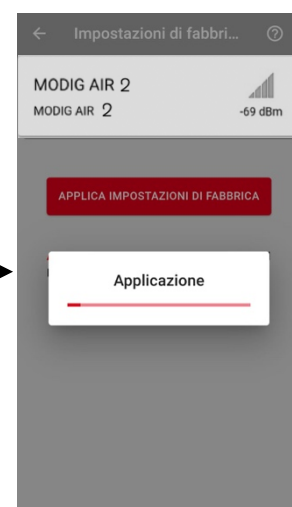 Impostazioni di fabbri...
MODIG AIR 2
MODIG AIR 2
-69 dBm
APPLICA IMPOSTAZIONI DI FABBRICA
Applicazione